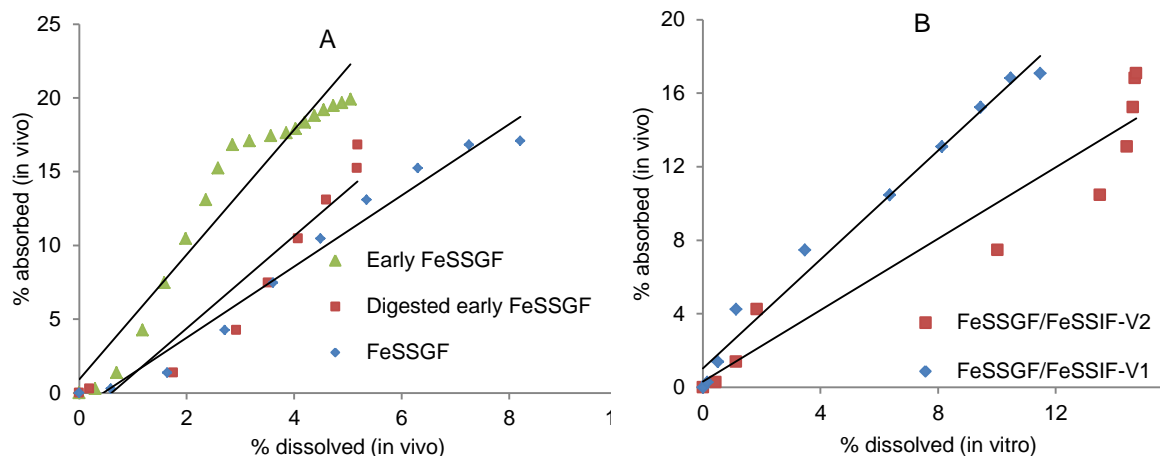 A
25
20
15
10
5
0
0
2
4
6
8
1
% absorbed (in vivo)
% dissolved (in vivo)
Early FeSSGF
Digested early FeSSGF
FeSSGF
B
20
16
12
8
4
0
0
4
8
12
% absorbed (in vivo)
% dissolved (in vitro)
FeSSGF/FeSSIF-V2
FeSSGF/FeSSIF-V1